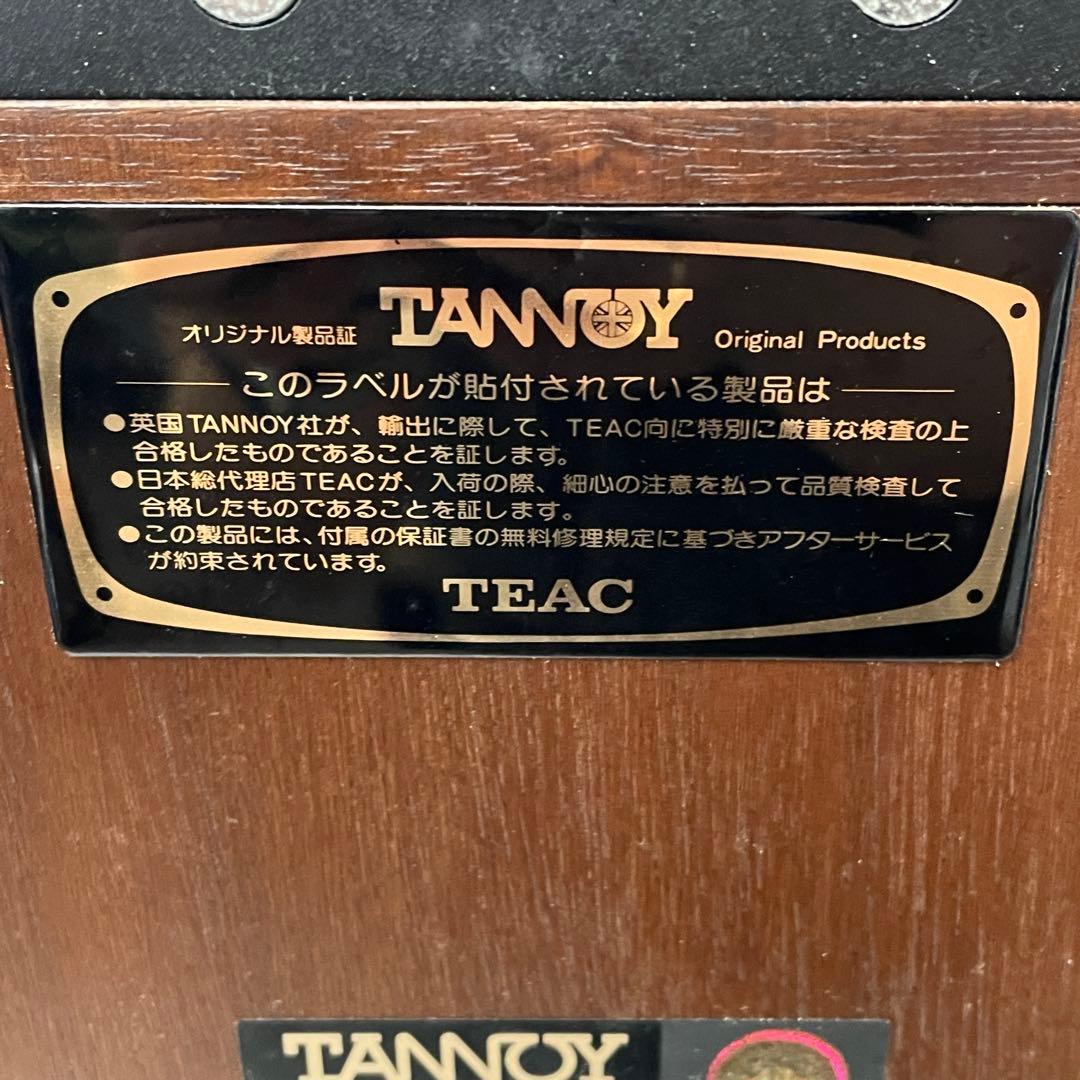 オリジナル製品証 TANNOY Original Products
このラベルが貼付されている製品は
●英国TANNOY社が、輸出に際して、TEAC向に特別に厳重な検査の上
合格したものであることを証します。
●日本総代理店TEACが、入荷の際、細心の注意を払って品質検査して
合格したものであることを証します。
●この製品には、付属の保証書の無料修理規定に基づきアフターサービス
が約束されています。
TEAC
TANNOY